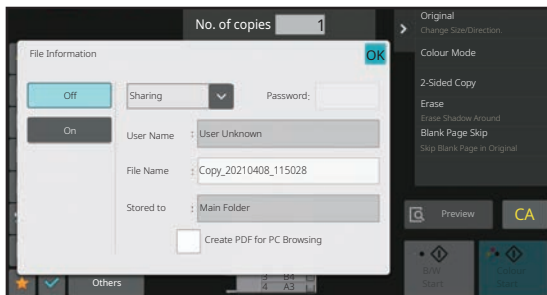 No. of copies 1
File Information
OK
Off
On
Sharing
Password:
User Name : User Unknown
File Name : Copy_20210408_115028
Stored to : Main Folder
Create PDF for PC Browsing
Others
3 B4
4 A3
Original
Change Size/Direction.
Colour Mode
2-Sided Copy
Erase
Erase Shadow Around
Blank Page Skip
Skip Blank Page in Original
Preview
CA
B/W
Start
Colour
Start